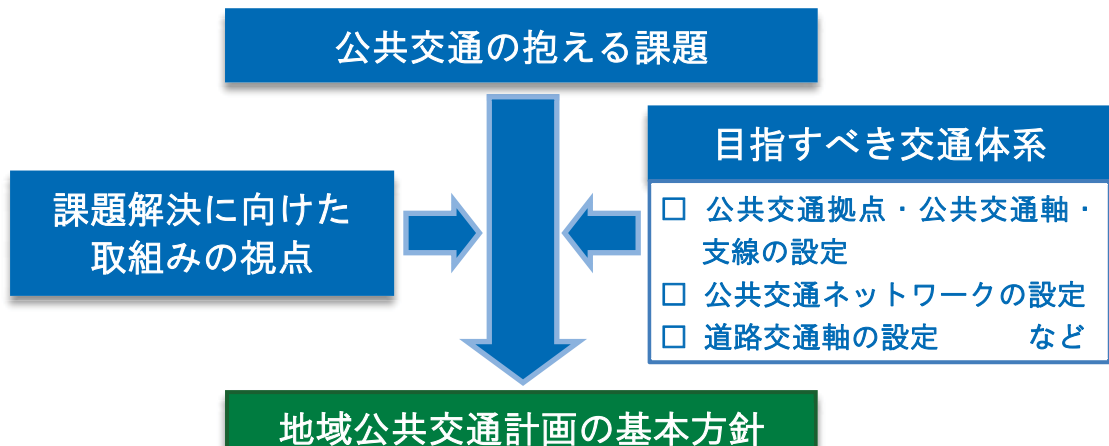 公共交通の抱える課題
目指すべき交通体系
課題解決に向けた
取組みの視点
□ 公共交通拠点・公共交通軸・
支線の設定
□ 公共交通ネットワークの設定
□ 道路交通軸の設定　　など
地域公共交通計画の基本方針